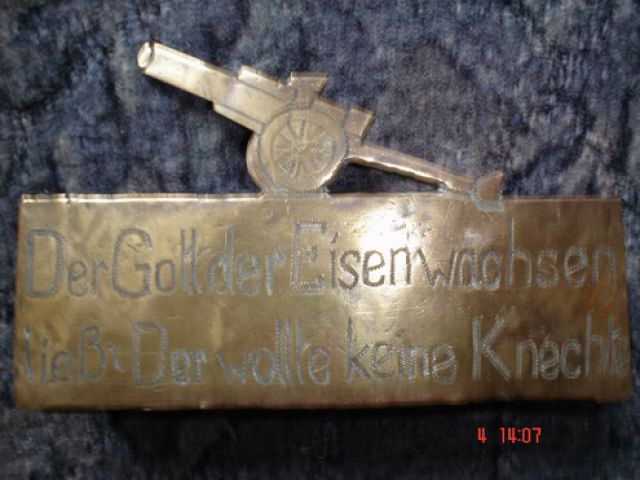 Der Gott der Eisen wachsen
ließ. Der wollte keine Knechte
4 14:07